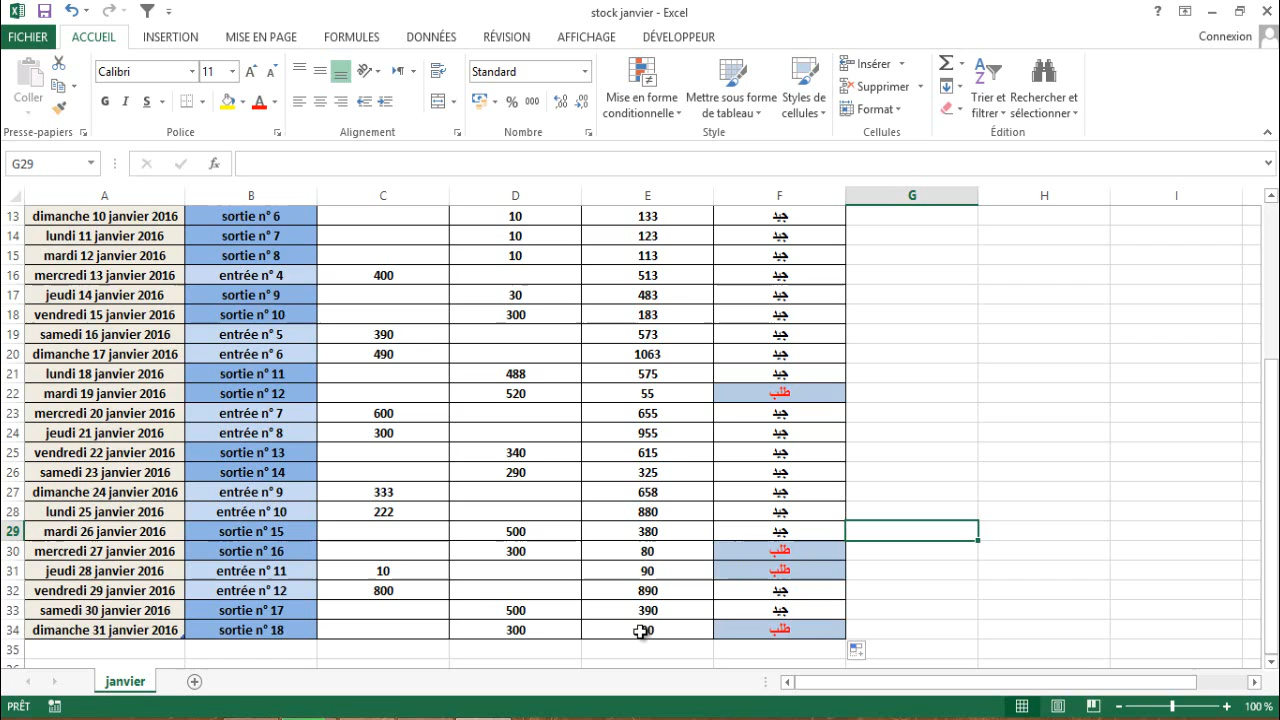 stock janvier - Excel
?
FICHIER ACCUEIL INSERTION MISE EN PAGE FORMULES DONNÉES RÉVISION AFFICHAGE DÉVELOPPEUR Connexion
Coller
Presse-papiers
Calibri 11
G I S A
Police
Alignement
Standard
% 000
Nombre
Mise en forme conditionnelle
Mettre sous forme de tableau
Styles de cellules
Style
Insérer
Supprimer
Format
Cellules
Trier et filtrer
Rechercher et sélectionner
Édition
G29
A B C D E F G H I
13 dimanche 10 janvier 2016 sortie n° 6 10 133 جيد
14 lundi 11 janvier 2016 sortie n° 7 10 123 جيد
15 mardi 12 janvier 2016 sortie n° 8 10 113 جيد
16 mercredi 13 janvier 2016 entrée n° 4 400 513 جيد
17 jeudi 14 janvier 2016 sortie n° 9 30 483 جيد
18 vendredi 15 janvier 2016 sortie n° 10 300 183 جيد
19 samedi 16 janvier 2016 entrée n° 5 390 573 جيد
20 dimanche 17 janvier 2016 entrée n° 6 490 1063 جيد
21 lundi 18 janvier 2016 sortie n° 11 488 575 جيد
22 mardi 19 janvier 2016 sortie n° 12 520 55 طلب
23 mercredi 20 janvier 2016 entrée n° 7 600 655 جيد
24 jeudi 21 janvier 2016 entrée n° 8 300 955 جيد
25 vendredi 22 janvier 2016 sortie n° 13 340 615 جيد
26 samedi 23 janvier 2016 sortie n° 14 290 325 جيد
27 dimanche 24 janvier 2016 entrée n° 9 333 658 جيد
28 lundi 25 janvier 2016 entrée n° 10 222 880 جيد
29 mardi 26 janvier 2016 sortie n° 15 500 380 جيد
30 mercredi 27 janvier 2016 sortie n° 16 300 80 طلب
31 jeudi 28 janvier 2016 entrée n° 11 10 90 طلب
32 vendredi 29 janvier 2016 entrée n° 12 800 890 جيد
33 samedi 30 janvier 2016 sortie n° 17 500 390 جيد
34 dimanche 31 janvier 2016 sortie n° 18 300 طلب
35
janvier
PRÊT 100 %